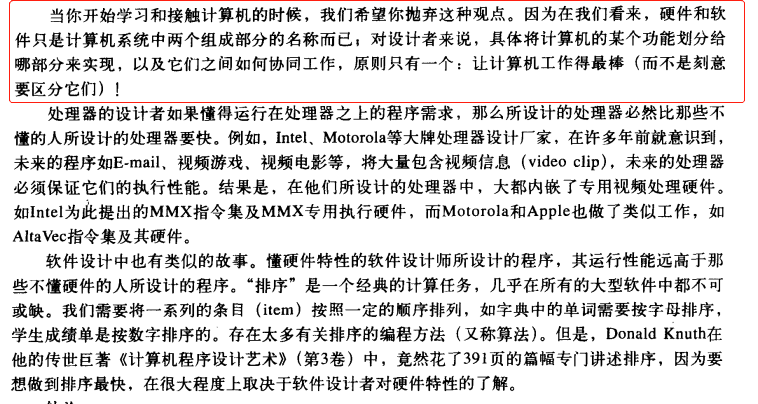 当你开始学习和接触计算机的时候，我们希望你抛弃这种观点。因为在我们看来，硬件和软
件只是计算机系统中两个组成部分的名称而已；对设计者来说，具体将计算机的某个功能划分给
哪部分来实现，以及它们之间如何协同工作，原则只有一个：让计算机工作得最棒（而不是刻意
要区分它们）！
处理器的设计者如果懂得运行在处理器之上的程序需求，那么所设计的处理器必然比那些不
懂的人所设计的处理器要快。例如，Intel、Motorola等大牌处理器设计厂家，在许多年前就意识到，
未来的程序如E-mail、视频游戏、视频电影等，将大量包含视频信息（video clip），未来的处理器
必须保证它们的执行性能。结果是，在他们所设计的处理器中，大都内嵌了专用视频处理硬件。
如Intel为此提出的MMX指令集及MMX专用执行硬件，而Motorola和Apple也做了类似工作，如
AltaVec指令集及其硬件。
软件设计中也有类似的故事。懂硬件特性的软件设计师所设计的程序，其运行性能远高于那
些不懂硬件的人所设计的程序。“排序”是一个经典的计算任务，几乎在所有的大型软件中都不可
或缺。我们需要将一系列的条目（item）按照一定的顺序排列，如字典中的单词需要按字母排序，
学生成绩单是按数字排序的。存在太多有关排序的编程方法（又称算法）。但是，Donald Knuth在
他的传世巨著《计算机程序设计艺术》（第3卷）中，竟然花了391页的篇幅专门讲述排序，因为要
想做到排序最快，在很大程度上取决于软件设计者对硬件特性的了解。